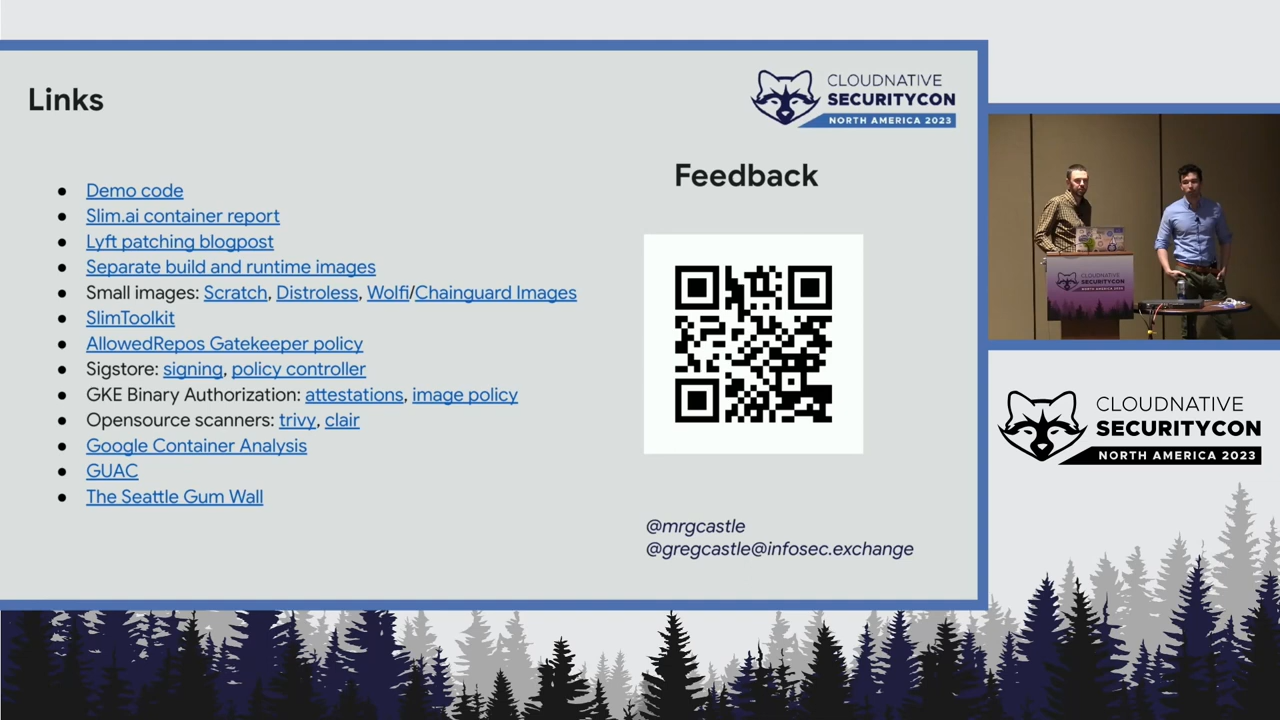 Links
CLOUDNATIVE
SECURITYCON
NORTH AMERICA 2023
Demo code
Slim.ai container report
Lyft patching blogpost
Separate build and runtime images
Small images: Scratch, Distroless, Wolfi/Chainguard Images
SlimToolkit
AllowedRepos Gatekeeper policy
Sigstore: signing, policy controller
GKE Binary Authorization: attestations, image policy
Opensource scanners: trivy, clair
Google Container Analysis
GUAC
The Seattle Gum Wall
Feedback
@mrgcastle
@gregcastle@infosec.exchange
CLOUDNATIVE
SECURITYCON
CLOUDNATIVE
SECURITYCON
NORTH AMERICA 2023